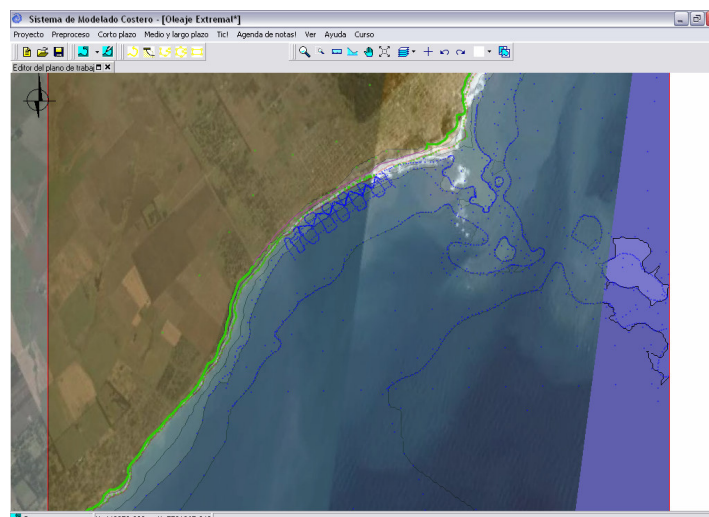 Sistema de Modelado Costero - [Oleaje Extremal*]
Proyecto Preproceso Corto plazo Medio y largo plazo Tic! Agenda de notas! Ver Ayuda Curso
Editor del plano de trabaj